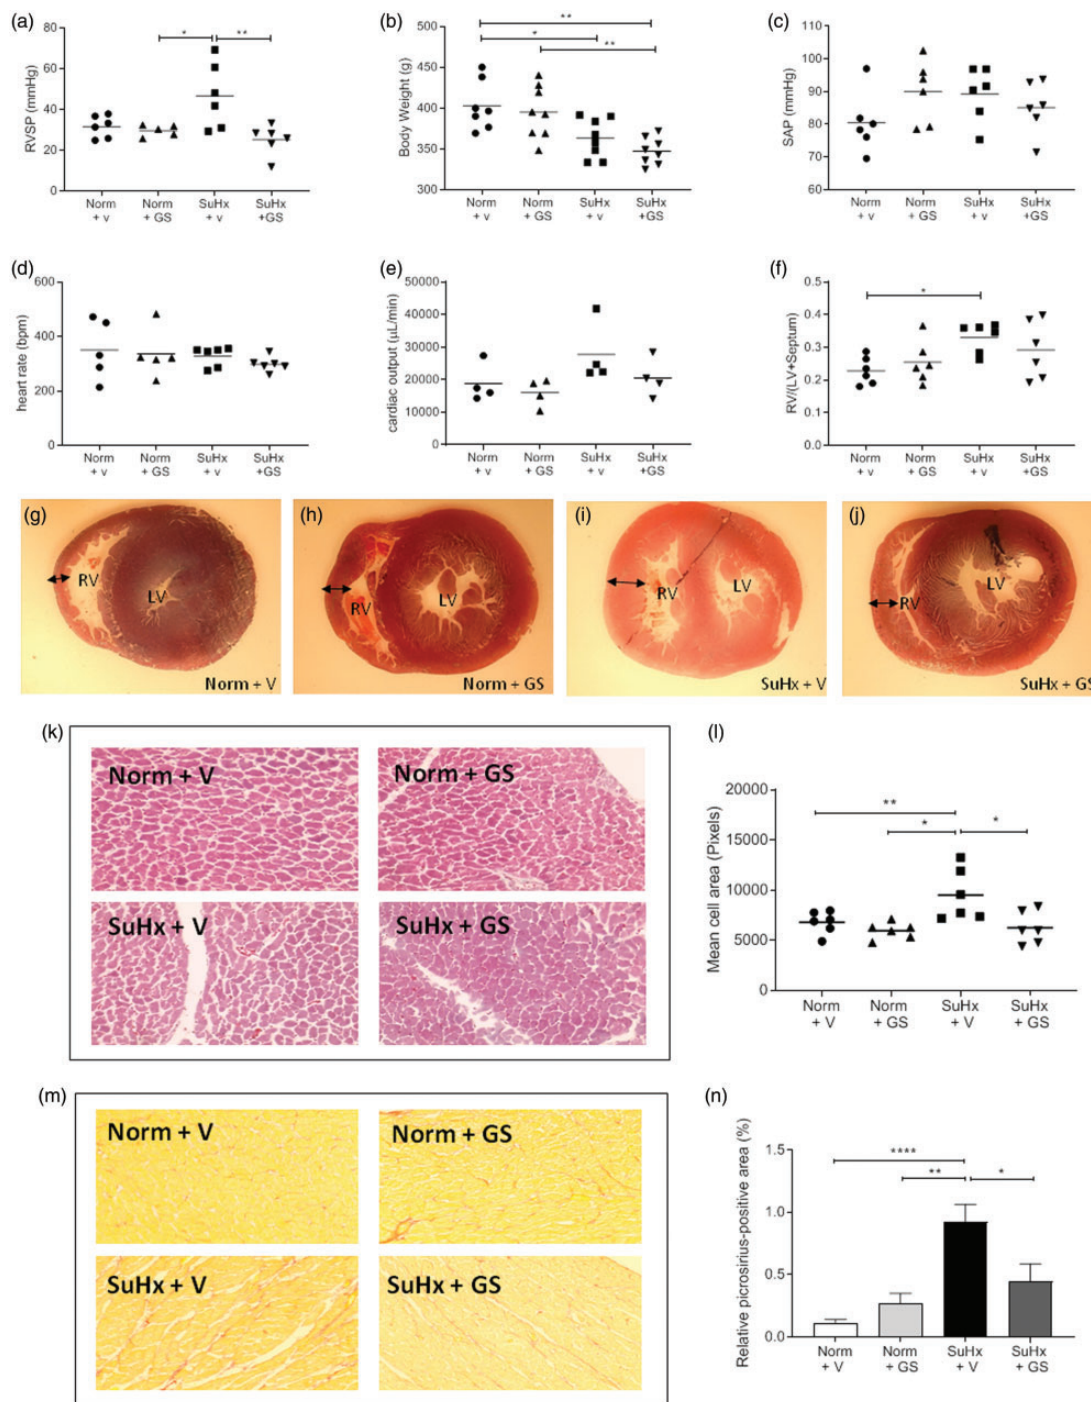 (a)
RVSP (mmHg)
80
60
40
20
0
*
**
Norm
+ v
Norm
+ GS
SuHx
+ v
SuHx
+GS
(b)
Body Weight (g)
450
400
350
300
**
*
**
Norm
+ v
Norm
+ GS
SuHx
+ v
SuHx
+GS
(c)
SAP
(mmHg)
110
100
90
80
70
60
Norm
+ v
Norm
+ GS
SuHx
+ v
SuHx
+GS
(d)
heart rate (bpm)
600
400
200
0
Norm
+ v
Norm
+ GS
SuHx
+ v
SuHx
+GS
(e)
cardiac output (µL/min)
50000
40000
30000
20000
10000
0
Norm
+ v
Norm
+ GS
SuHx
+ v
SuHx
+GS
(f)
RV/(LV+Septum)
0.5
0.4
0.3
0.2
0.1
0.0
*
Norm
+ v
Norm
+ GS
SuHx
+ v
SuHx
+ GS
(g)
RV
LV
Norm + V
(h)
RV
LV
Norm + GS
(i)
RV
LV
SuHx + V
(j)
RV
LV
SuHx + GS
(k)
Norm + V
Norm + GS
SuHx + V
SuHx + GS
(l)
Mean cell area (Pixels)
20000
15000
10000
5000
0
**
*
*
Norm
+ V
Norm
+ GS
SuHx
+ V
SuHx
+ GS
(m)
Norm + V
Norm + GS
SuHx + V
SuHx + GS
(n)
Relative picrosirius-positive area (%)
1.5
1.0
0.5
0.0
****
**
*
Norm
+ V
Norm
+ GS
SuHx
+ V
SuHx
+ GS